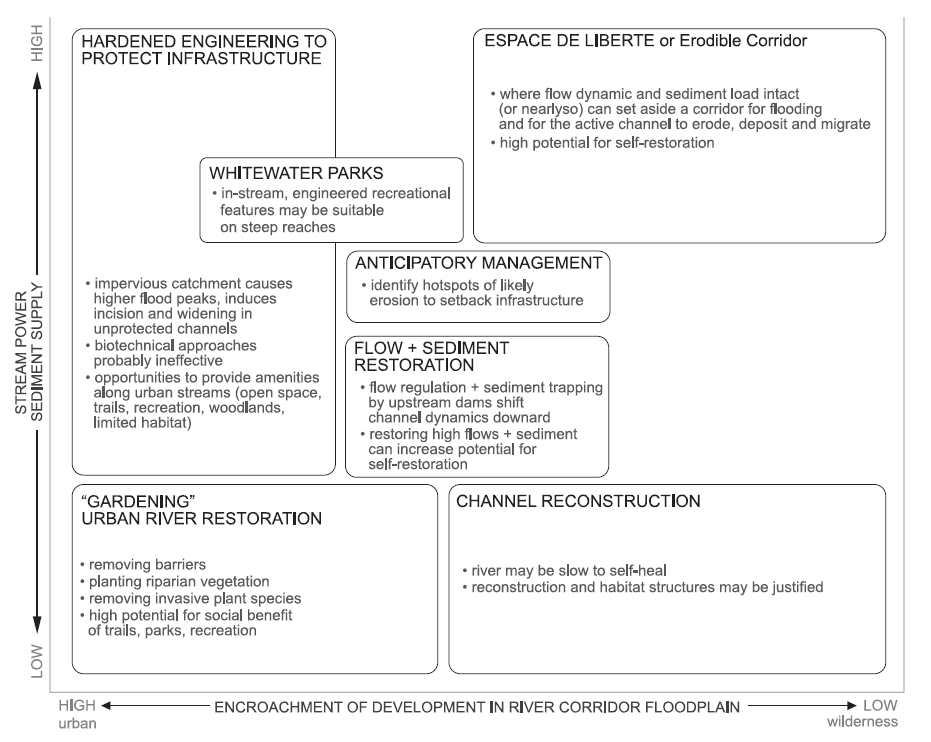 HIGH
STREAM POWER
SEDIMENT SUPPLY
LOW
HARDENED ENGINEERING TO
PROTECT INFRASTRUCTURE
• impervious catchment causes
higher flood peaks, induces
incision and widening in
unprotected channels
• biotechnical approaches
probably ineffective
• opportunities to provide amenities
along urban streams (open space,
trails, recreation, woodlands,
limited habitat)
WHITEWATER PARKS
• in-stream, engineered recreational
features may be suitable
on steep reaches
ESPACE DE LIBERTE or Erodible Corridor
• where flow dynamic and sediment load intact
(or nearlyso) can set aside a corridor for flooding
and for the active channel to erode, deposit and migrate
• high potential for self-restoration
ANTICIPATORY MANAGEMENT
• identify hotspots of likely
erosion to setback infrastructure
FLOW + SEDIMENT
RESTORATION
• flow regulation + sediment trapping
by upstream dams shift
channel dynamics downard
• restoring high flows + sediment
can increase potential for
self-restoration
“GARDENING”
URBAN RIVER RESTORATION
• removing barriers
• planting riparian vegetation
• removing invasive plant species
• high potential for social benefit
of trails, parks, recreation
CHANNEL RECONSTRUCTION
• river may be slow to self-heal
• reconstruction and habitat structures may be justified
HIGH
urban
ENCROACHMENT OF DEVELOPMENT IN RIVER CORRIDOR FLOODPLAIN
LOW
wilderness